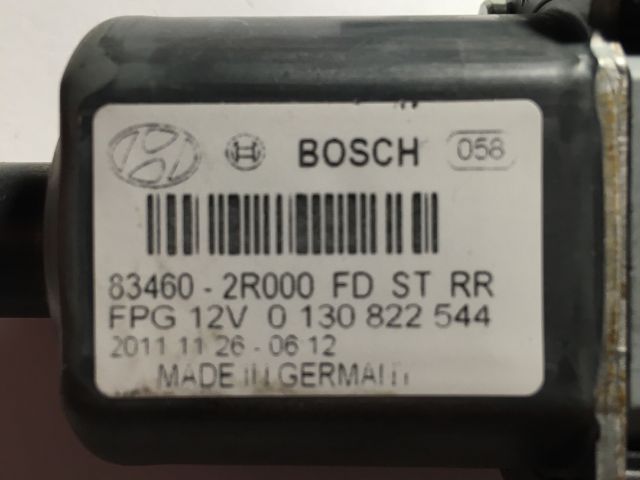 BOSCH 058
83460-2R000 FD ST RR
FPG 12V 0 130 822 544
2011 11 26-06 12
MADE IN GERMANY